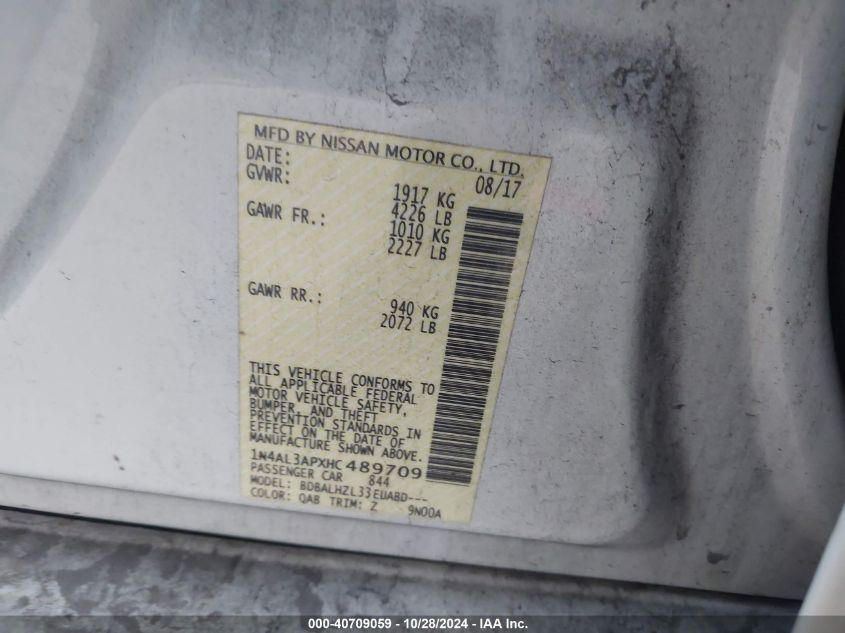 MFD BY NISSAN MOTOR CO., LTD.
DATE: 08/17
GVWR: 1917 KG
4226 LB
GAWR FR.: 1010 KG
2227 LB
GAWR RR.: 940 KG
2072 LB
THIS VEHICLE CONFORMS TO
ALL APPLICABLE FEDERAL
MOTOR VEHICLE SAFETY,
BUMPER, AND THEFT
PREVENTION STANDARDS IN
EFFECT ON THE DATE OF
MANUFACTURE SHOWN ABOVE.
1N4AL3APXHC489709
PASSENGER CAR 844
MODEL: BDBALHZL33EUABD---
COLOR: QAB TRIM: Z 9N00A
000-40709059 - 10/28/2024 - IAA Inc.